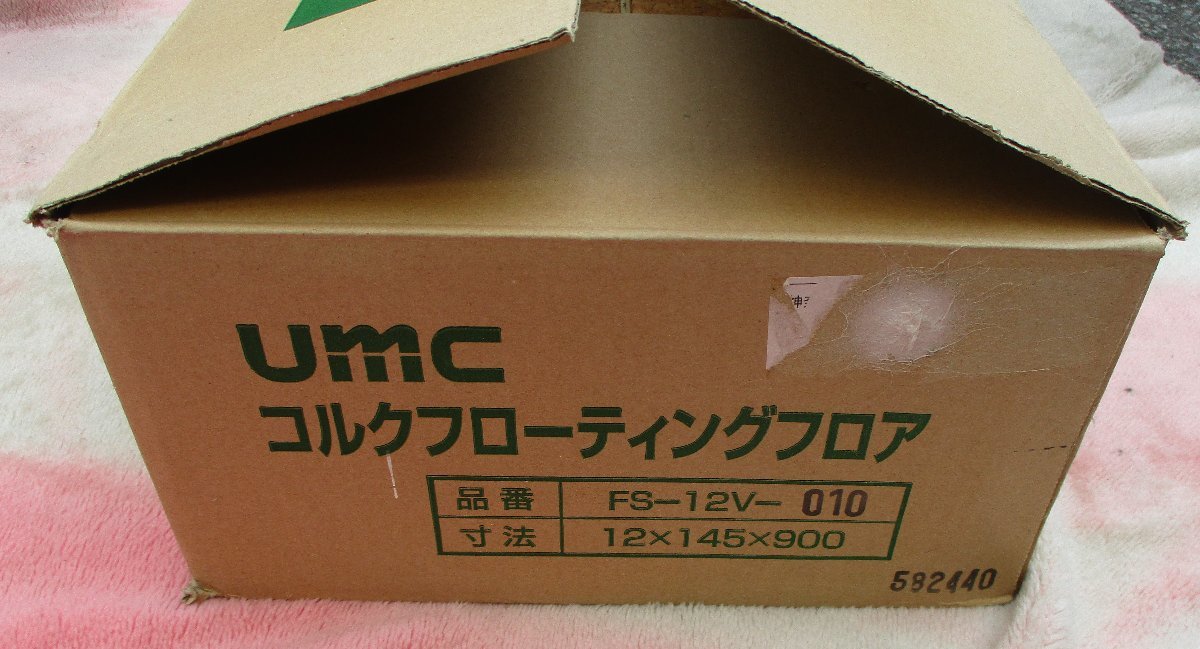 umc
コルクフローティングフロア
品番 FS-12V-010
寸法 12×145×900
582440